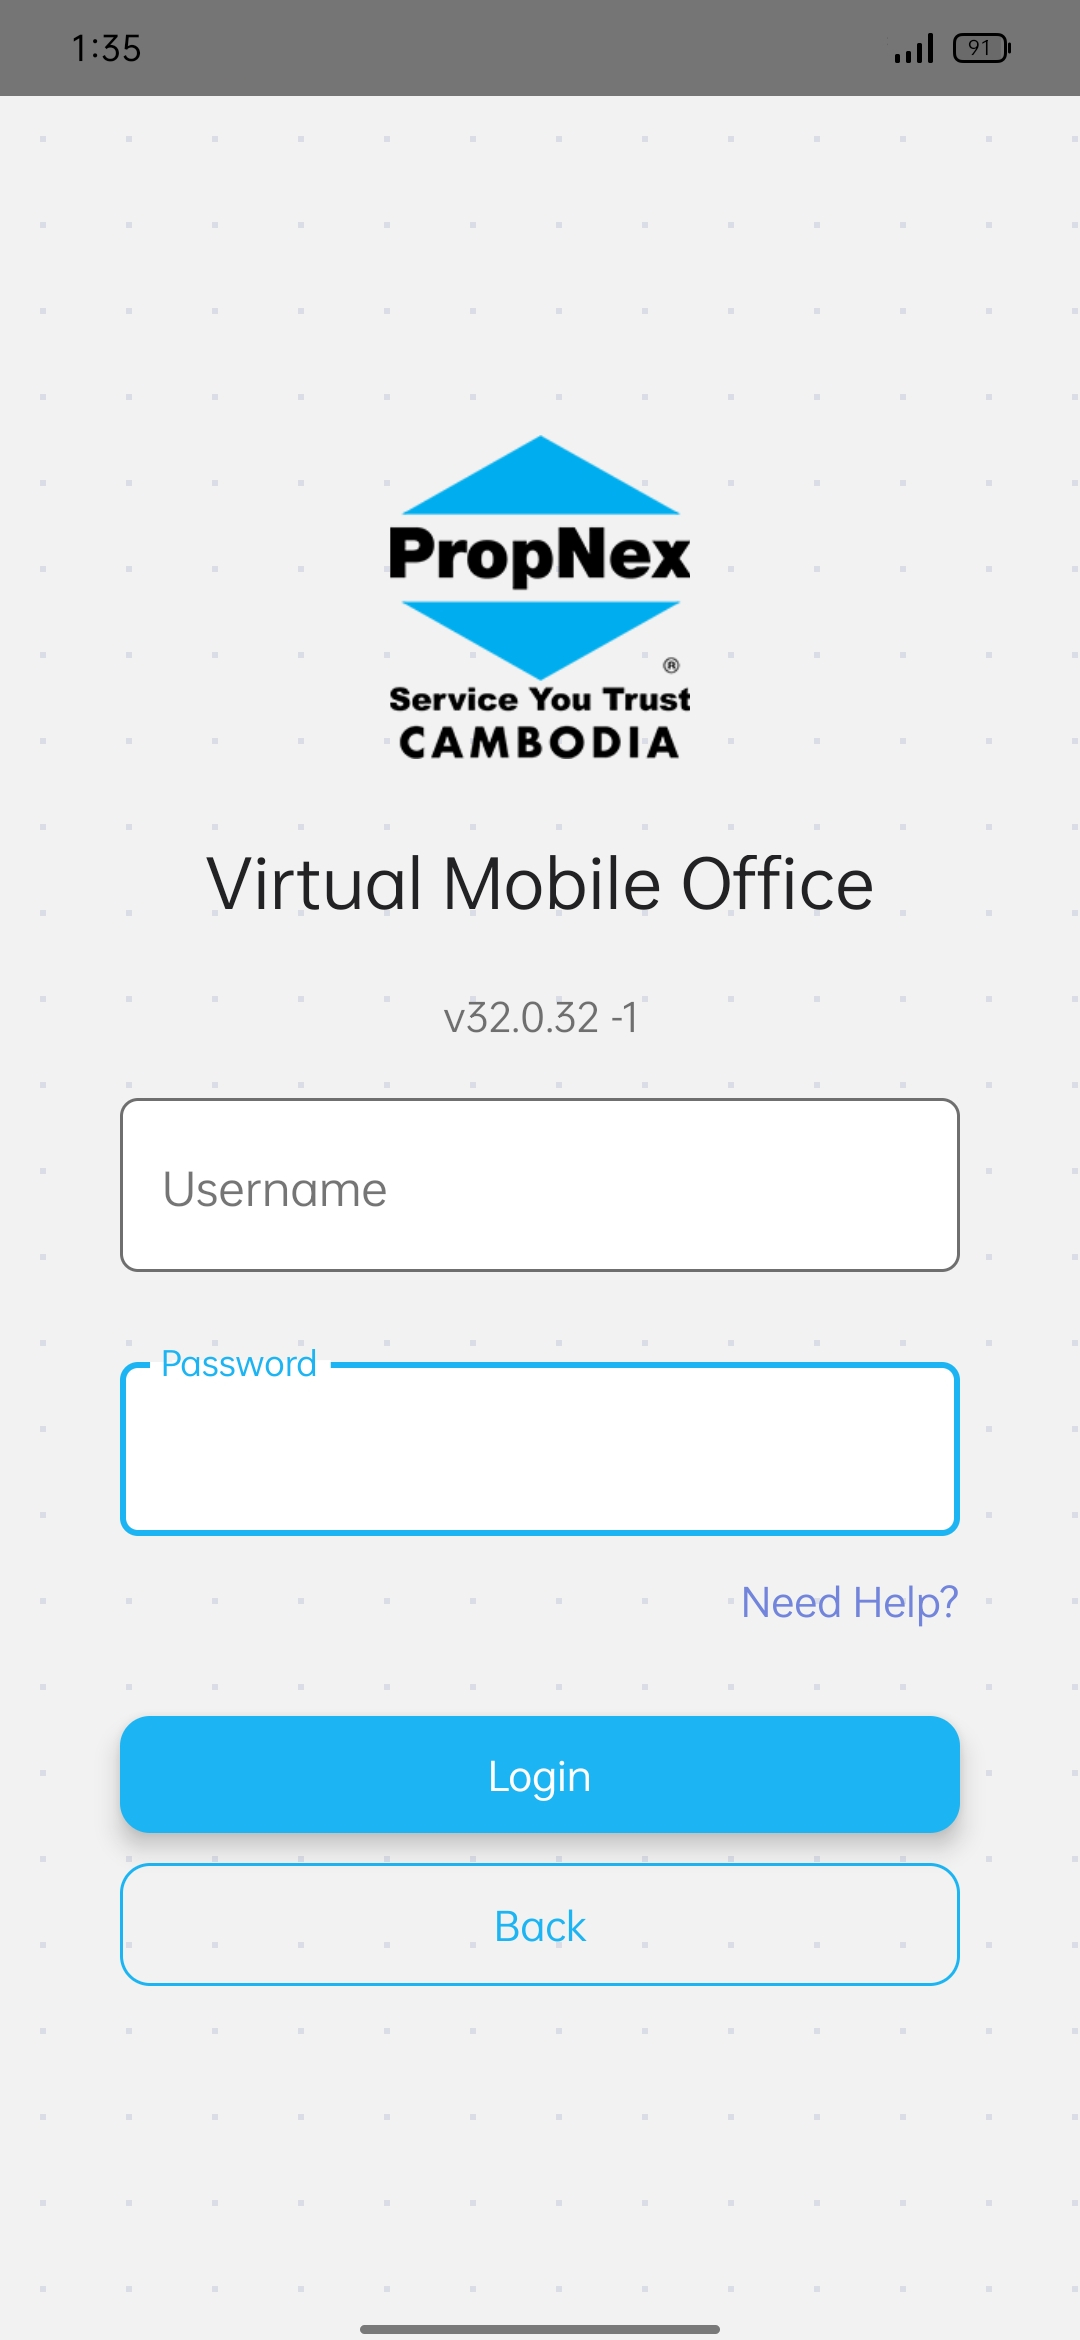 1:35
91
PropNex
®
Service You Trust
CAMBODIA
Virtual Mobile Office
v32.0.32 -1
Username
Password
Need Help?
Login
Back